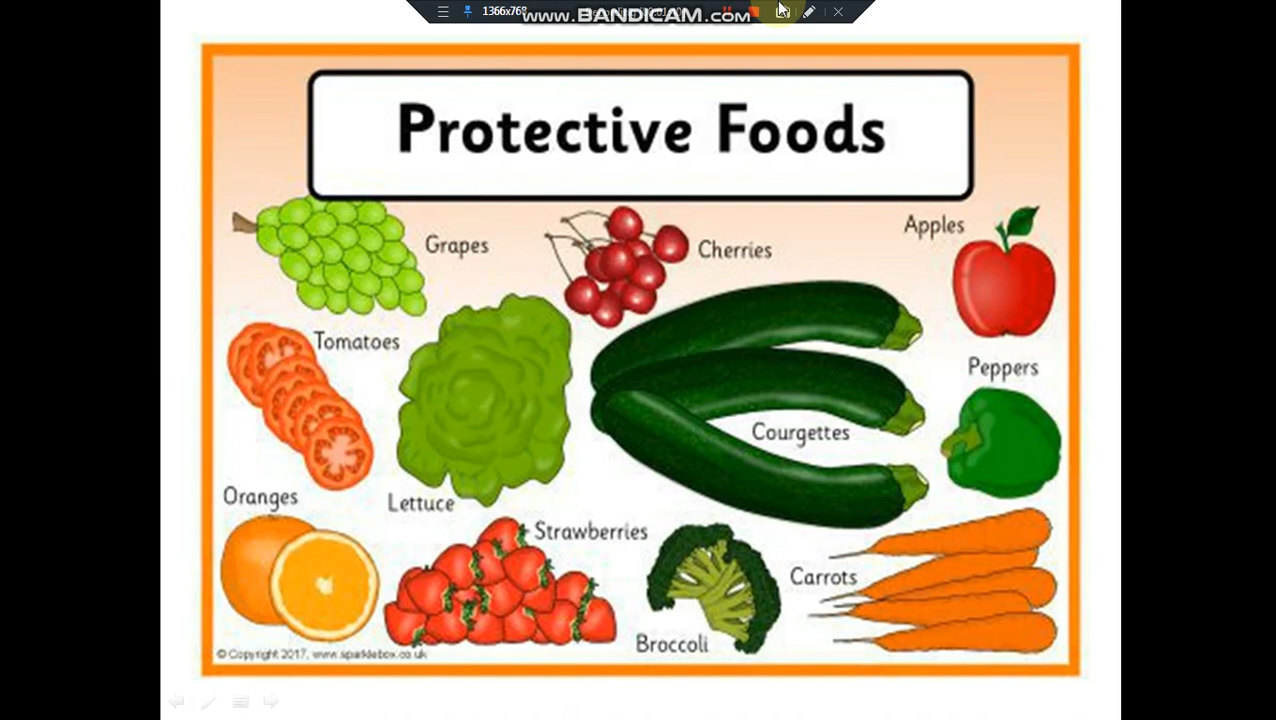 1366x768
www.BANDICAM.com
Protective Foods
Grapes
Cherries
Apples
Tomatoes
Peppers
Courgettes
Oranges
Lettuce
Strawberries
Carrots
Broccoli
© Copyright 2017, www.sparklebox.co.uk